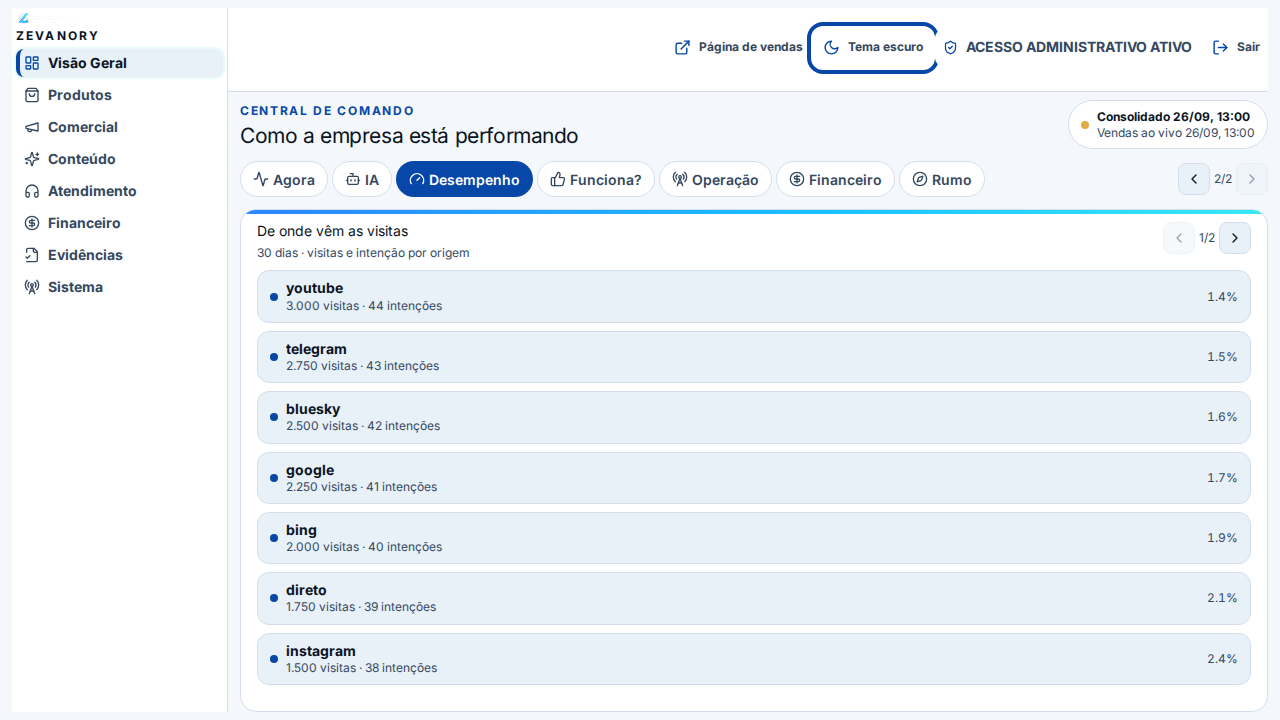 ZEVANORY
Visão Geral
Produtos
Comercial
Conteúdo
Atendimento
Financeiro
Evidências
Sistema
Página de vendas
Tema escuro
ACESSO ADMINISTRATIVO ATIVO
Sair
CENTRAL DE COMANDO
Como a empresa está performando
Consolidado 26/09, 13:00
Vendas ao vivo 26/09, 13:00
Agora
IA
Desempenho
Funciona?
Operação
Financeiro
Rumo
2/2
De onde vêm as visitas
30 dias · visitas e intenção por origem
1/2
youtube
3.000 visitas · 44 intenções
1.4%
telegram
2.750 visitas · 43 intenções
1.5%
bluesky
2.500 visitas · 42 intenções
1.6%
google
2.250 visitas · 41 intenções
1.7%
bing
2.000 visitas · 40 intenções
1.9%
direto
1.750 visitas · 39 intenções
2.1%
instagram
1.500 visitas · 38 intenções
2.4%